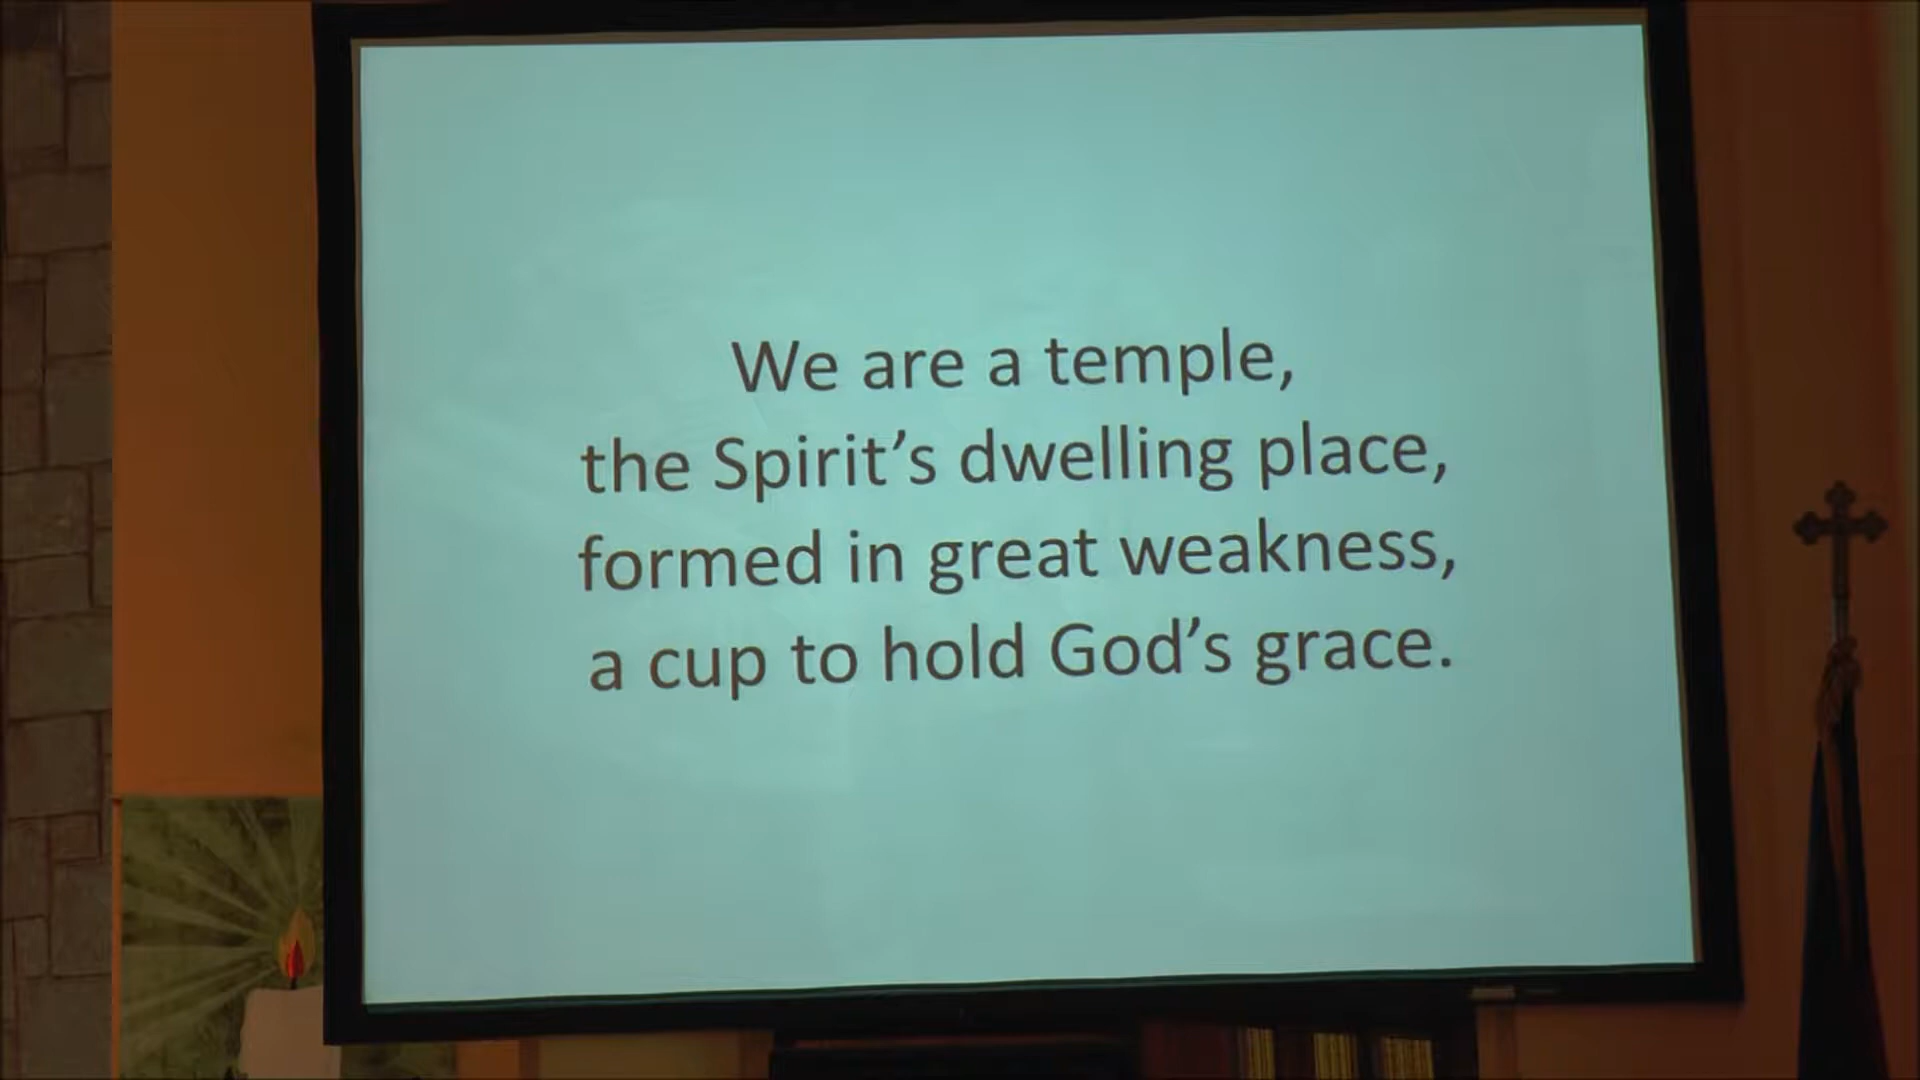 We are a temple,
the Spirit’s dwelling place,
formed in great weakness,
a cup to hold God’s grace.